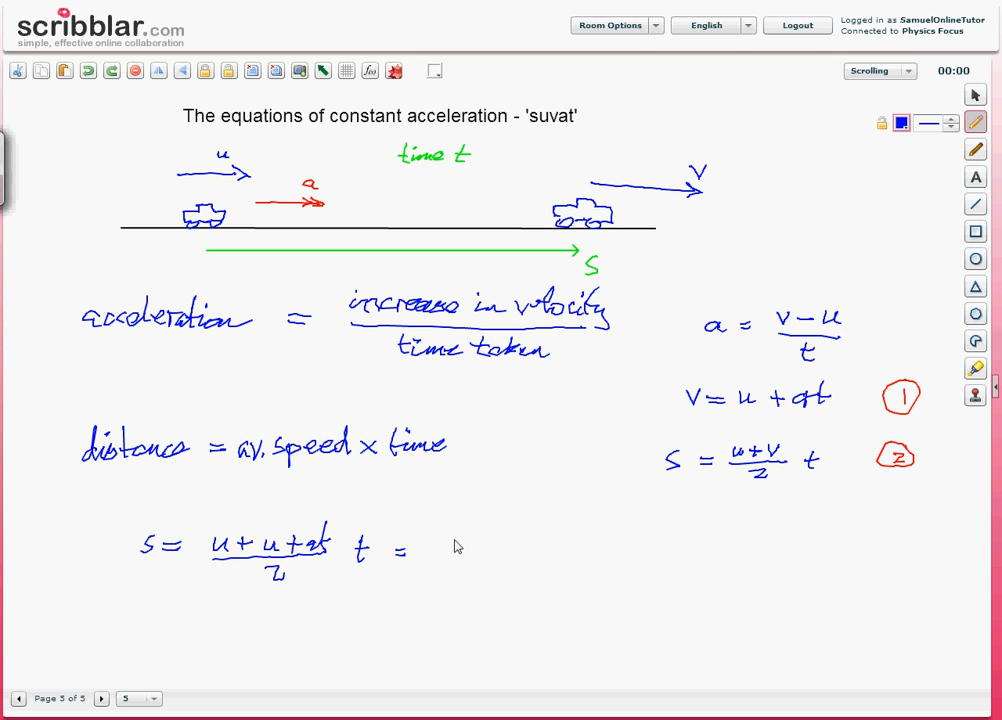 scribblar.com
simple, effective online collaboration
Room Options
English
Logout
Logged in as SamuelOnlineTutor
Connected to Physics Focus
f(x)
Scrolling
00:00
The equations of constant acceleration - 'suvat'
A
time t
u
a
v
s
acceleration = increase in velocity / time taken
a = v - u / t
v = u + at ①
distance = av. speed × time
s = u + v / 2 t ②
s = u + u + at / 2 t =
Page 5 of 5
5